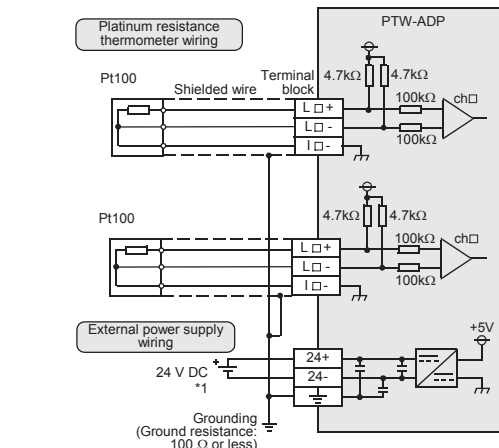 Platinum resistance
thermometer wiring
PTW-ADP
Pt100
Shielded wire
Terminal
block
4.7kΩ
4.7kΩ
100kΩ
ch□
L □ +
L □ -
I □ -
100kΩ
Pt100
4.7kΩ
4.7kΩ
100kΩ
ch□
L □ +
L □ -
I □ -
100kΩ
External power supply
wiring
+5V
24 V DC
*1
+
24+
24-
Grounding
(Ground resistance:
100 Ω or less)